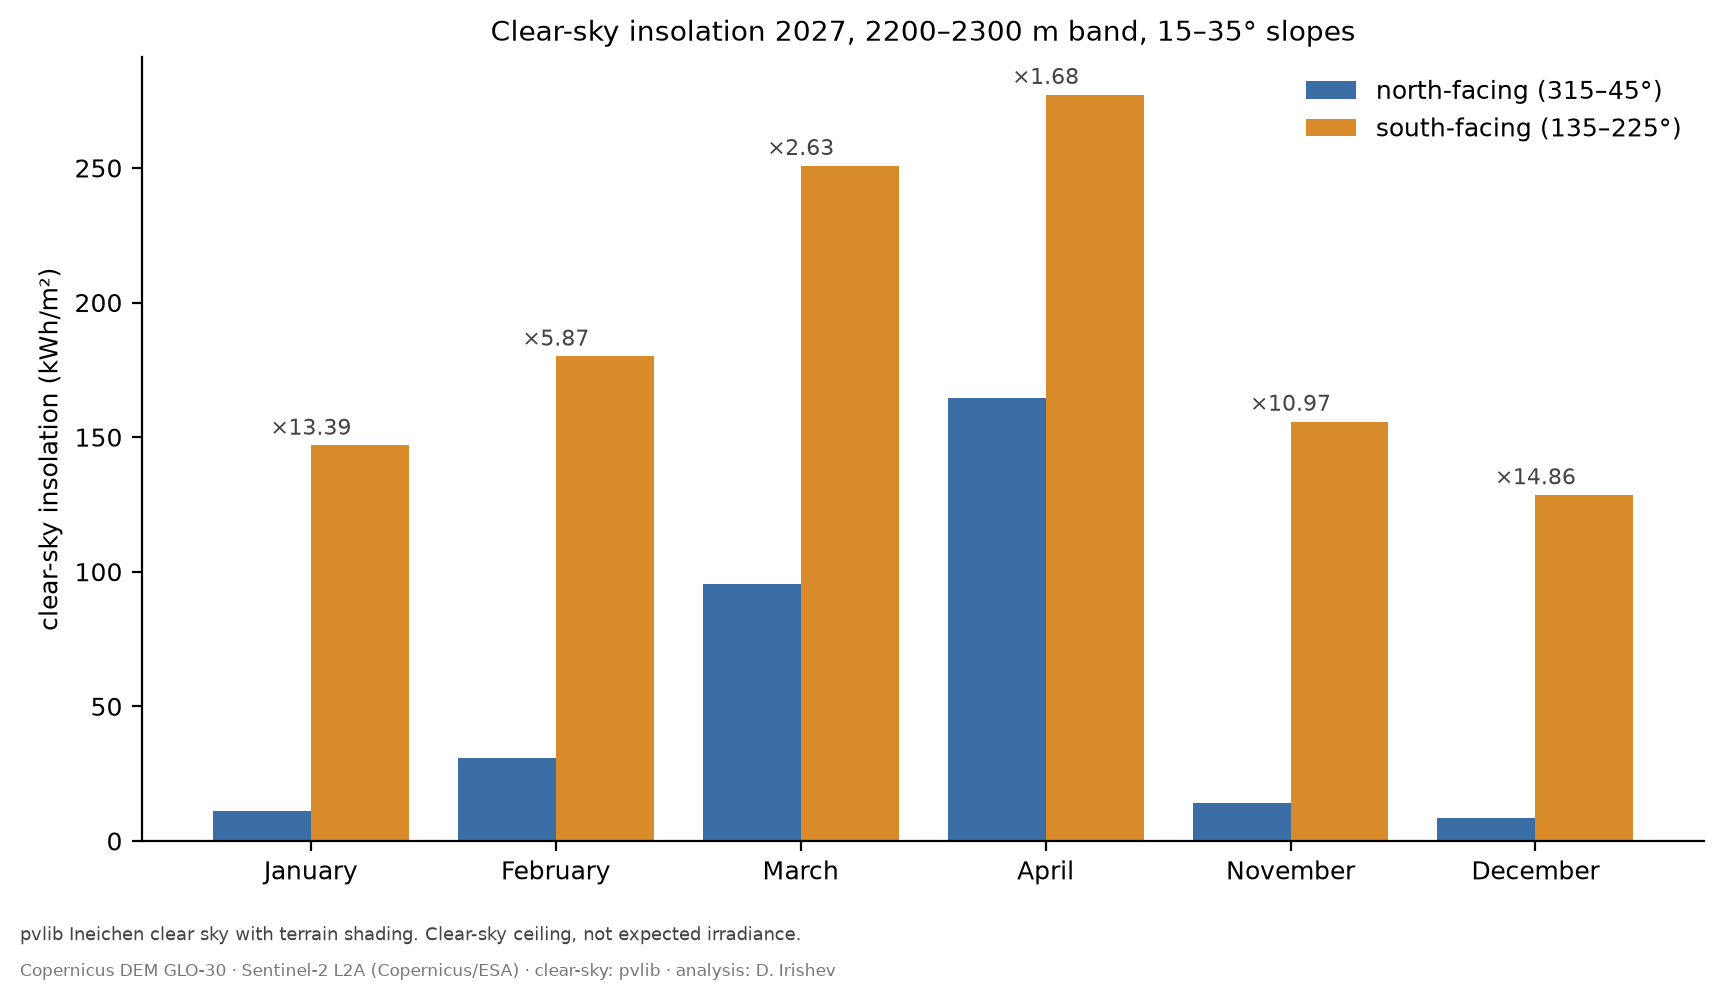 Clear-sky insolation 2027, 2200–2300 m band, 15–35° slopes
north-facing (315–45°)
south-facing (135–225°)
clear-sky insolation (kWh/m²)
250
200
150
100
50
0
×13.39
×5.87
×2.63
×1.68
×10.97
×14.86
January
February
March
April
November
December
pvlib Ineichen clear sky with terrain shading. Clear-sky ceiling, not expected irradiance.
Copernicus DEM GLO-30 · Sentinel-2 L2A (Copernicus/ESA) · clear-sky: pvlib · analysis: D. Irishev